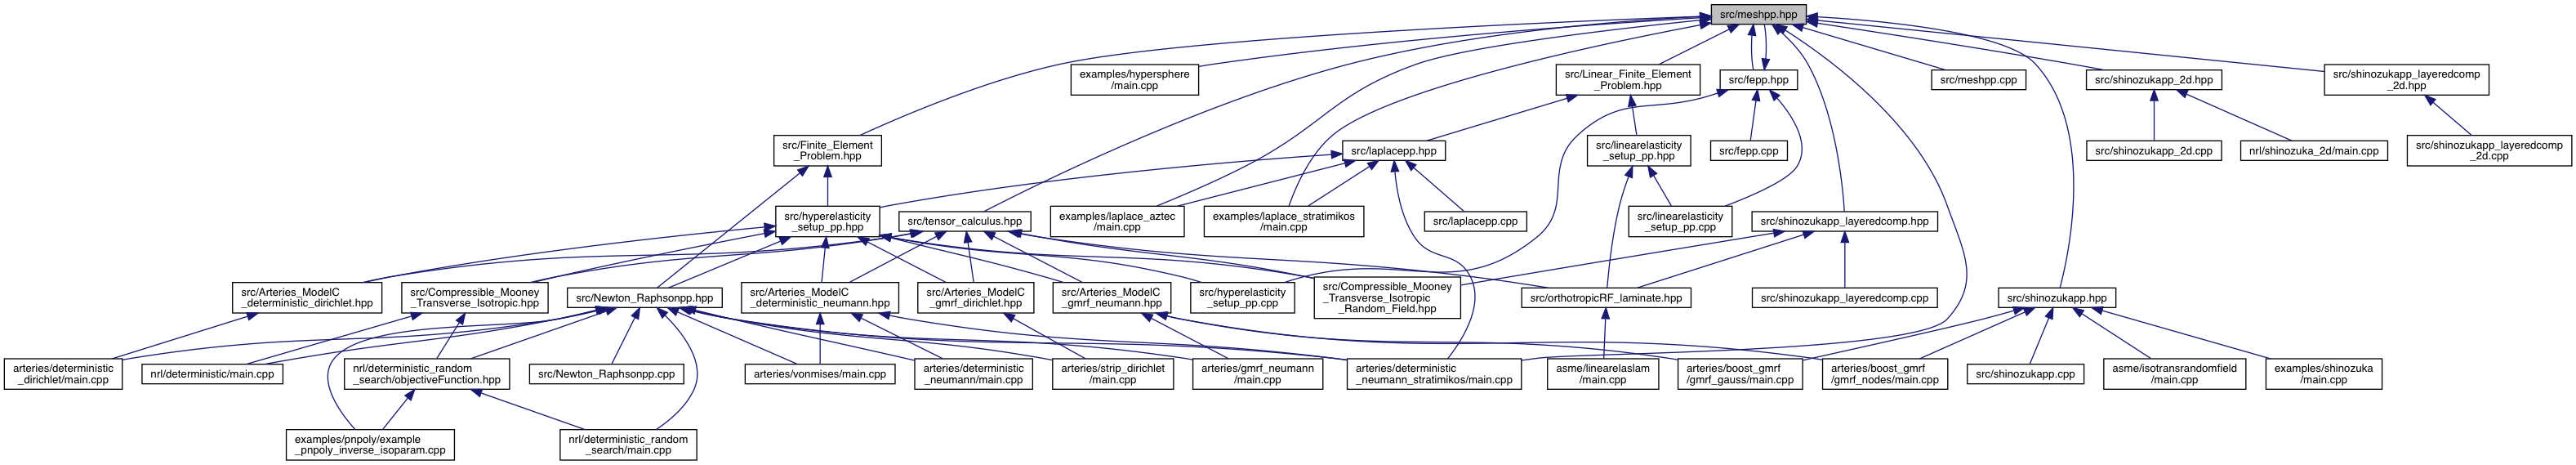 src/meshpp.hpp
examples/hypersphere
/main.cpp
src/Linear_Finite_Element
_Problem.hpp
src/fepp.hpp
src/meshpp.cpp
src/shinozukapp_2d.hpp
src/shinozukapp_layeredcomp
_2d.hpp
src/Finite_Element
_Problem.hpp
src/laplacepp.hpp
src/linearelasticity
_setup_pp.hpp
src/fepp.cpp
src/shinozukapp_2d.cpp
nrl/shinozuka_2d/main.cpp
src/shinozukapp_layeredcomp
_2d.cpp
src/hyperelasticity
_setup_pp.hpp
src/tensor_calculus.hpp
examples/laplace_aztec
/main.cpp
examples/laplace_stratimikos
/main.cpp
src/laplacepp.cpp
src/linearelasticity
_setup_pp.cpp
src/shinozukapp_layeredcomp.hpp
src/Arteries_ModelC
_deterministic_dirichlet.hpp
src/Compressible_Mooney
_Transverse_Isotropic.hpp
src/Newton_Raphsonpp.hpp
src/Arteries_ModelC
_deterministic_neumann.hpp
src/Arteries_ModelC
_gmrf_dirichlet.hpp
src/Arteries_ModelC
_gmrf_neumann.hpp
src/hyperelasticity
_setup_pp.cpp
src/Compressible_Mooney
_Transverse_Isotropic
_Random_Field.hpp
src/orthotropicRF_laminate.hpp
src/shinozukapp_layeredcomp.cpp
src/shinozukapp.hpp
arteries/deterministic
_dirichlet/main.cpp
nrl/deterministic/main.cpp
nrl/deterministic_random
_search/objectiveFunction.hpp
src/Newton_Raphsonpp.cpp
arteries/vonmises/main.cpp
arteries/deterministic
_neumann/main.cpp
arteries/strip_dirichlet
/main.cpp
arteries/gmrf_neumann
/main.cpp
arteries/deterministic
_neumann_stratimikos/main.cpp
asme/linearelaslam
/main.cpp
arteries/boost_gmrf
/gmrf_gauss/main.cpp
arteries/boost_gmrf
/gmrf_nodes/main.cpp
src/shinozukapp.cpp
asme/isotransrandomfield
/main.cpp
examples/shinozuka
/main.cpp
examples/pnpoly/example
_pnpoly_inverse_isoparam.cpp
nrl/deterministic_random
_search/main.cpp